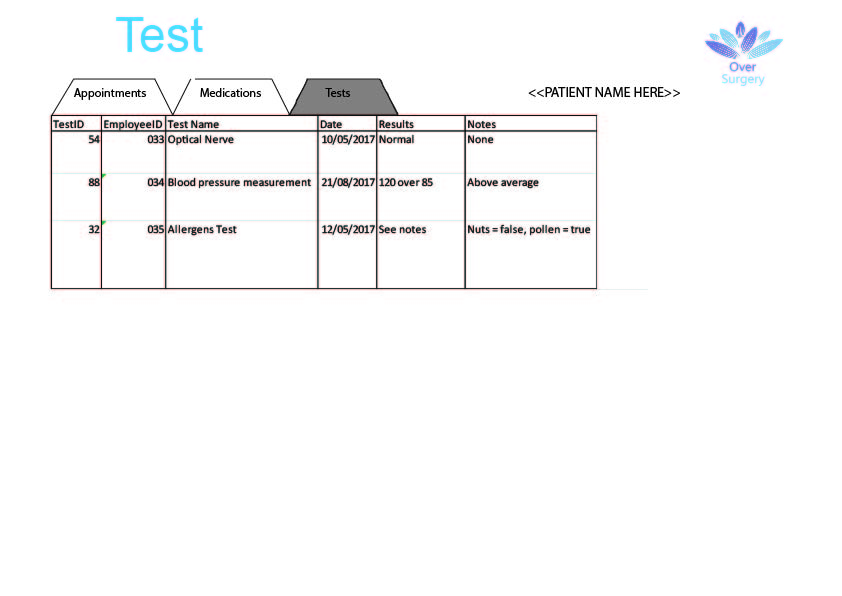 Test
Over
Surgery
Appointments Medications Tests <<PATIENT NAME HERE>>
TestID EmployeeID Test Name Date Results Notes
54 033 Optical Nerve 10/05/2017 Normal None
88 034 Blood pressure measurement 21/08/2017 120 over 85 Above average
32 035 Allergens Test 12/05/2017 See notes Nuts = false, pollen = true